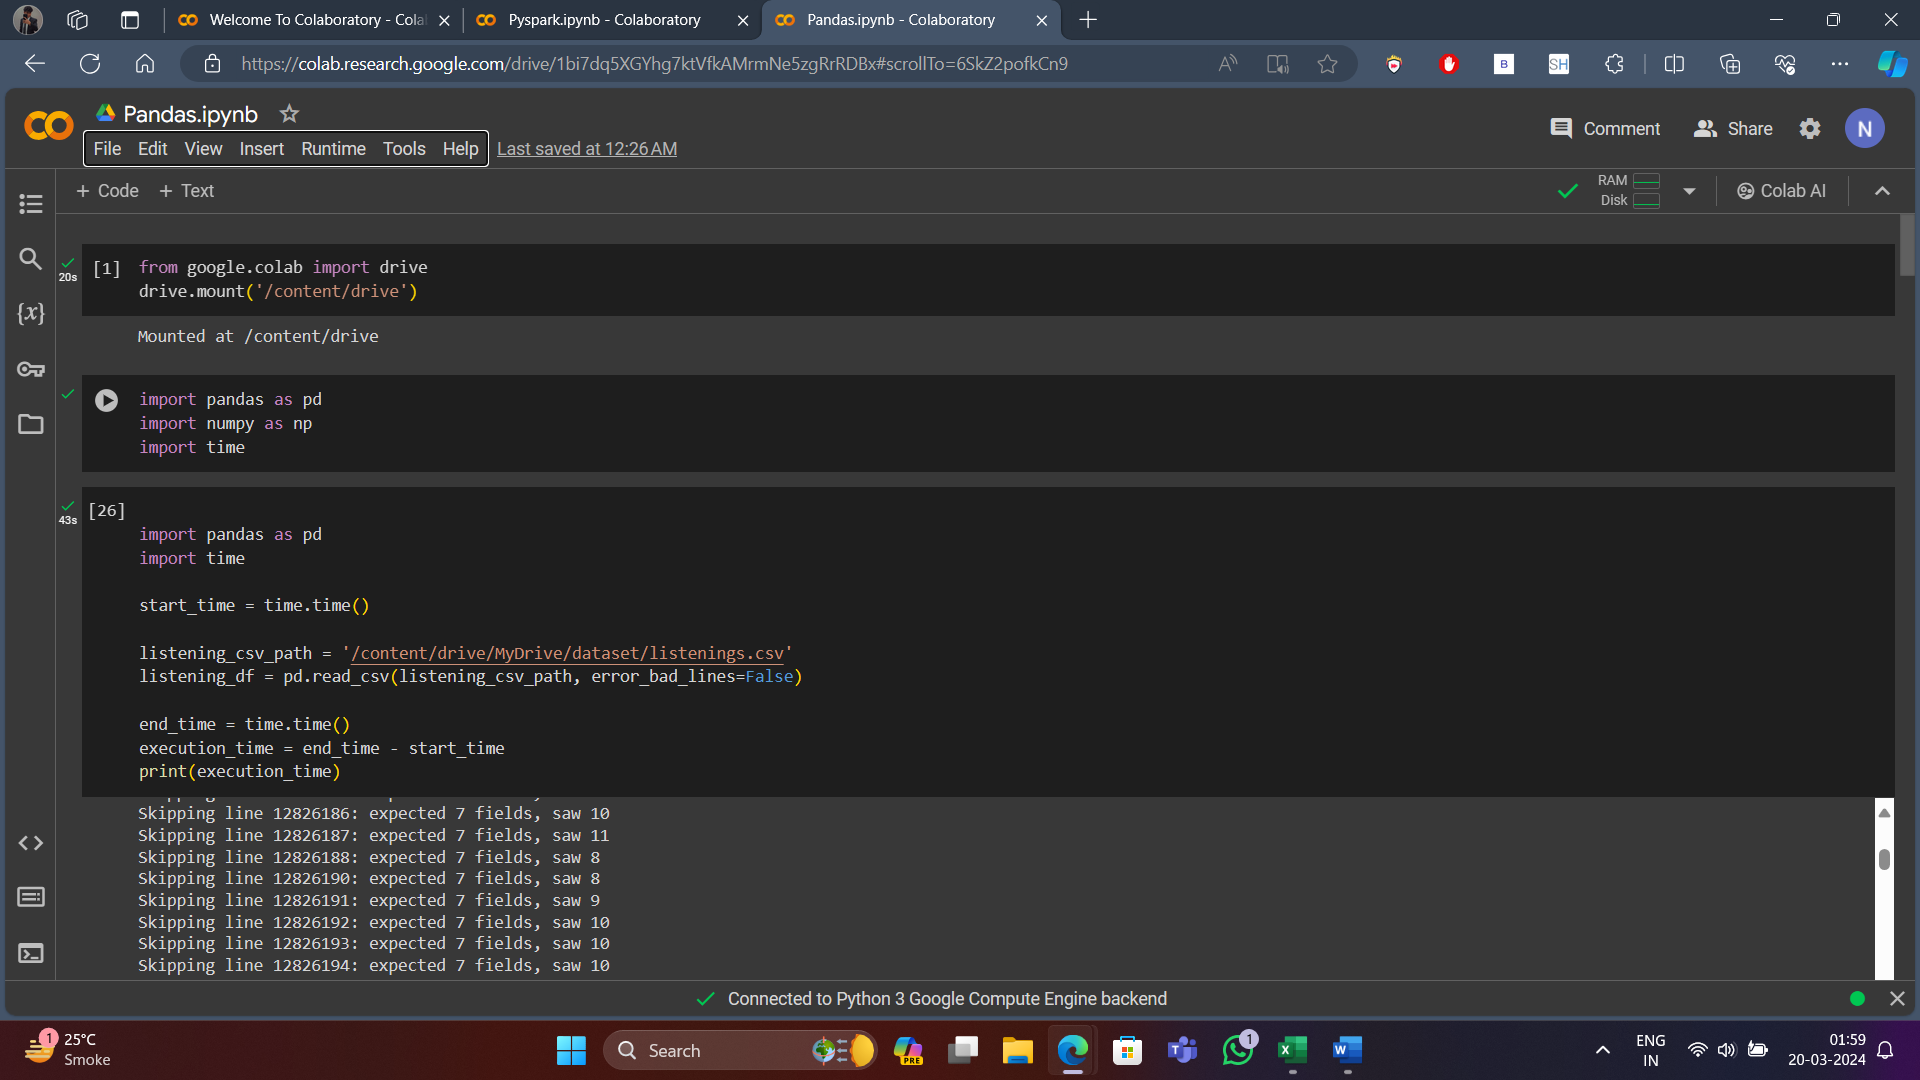 Welcome To Colaboratory - Cola
Pyspark.ipynb - Colaboratory
Pandas.ipynb - Colaboratory
https://colab.research.google.com/drive/1bi7dq5XGYhg7ktVfkAMrmNe5zgRrRDBx#scrollTo=6SkZ2pofkCn9
B
SH
Pandas.ipynb
Comment
Share
N
File Edit View Insert Runtime Tools Help Last saved at 12:26 AM
+ Code + Text
RAM
Disk
Colab AI
20s
[1] from google.colab import drive
drive.mount('/content/drive')
Mounted at /content/drive
{x}
import pandas as pd
import numpy as np
import time
43s
[26]
import pandas as pd
import time
start_time = time.time()
listening_csv_path = '/content/drive/MyDrive/dataset/listenings.csv'
listening_df = pd.read_csv(listening_csv_path, error_bad_lines=False)
end_time = time.time()
execution_time = end_time - start_time
print(execution_time)
Skipping line 12826186: expected 7 fields, saw 10
Skipping line 12826187: expected 7 fields, saw 11
Skipping line 12826188: expected 7 fields, saw 8
Skipping line 12826190: expected 7 fields, saw 8
Skipping line 12826191: expected 7 fields, saw 9
Skipping line 12826192: expected 7 fields, saw 10
Skipping line 12826193: expected 7 fields, saw 10
Skipping line 12826194: expected 7 fields, saw 10
Connected to Python 3 Google Compute Engine backend
1
25°C
Smoke
Search
PRE
1
ENG
IN
01:59
20-03-2024